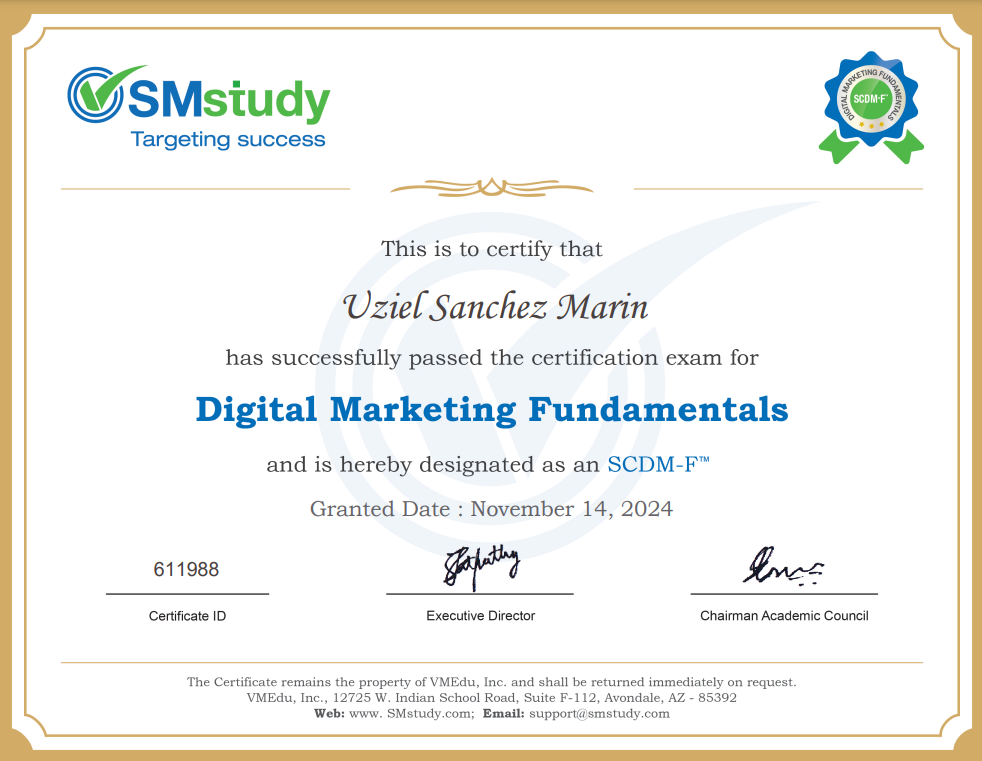 SMstudy
Targeting success
DIGITAL MARKETING FUNDAMENTALS
SCDM-F™
This is to certify that
Uziel Sanchez Marin
has successfully passed the certification exam for
Digital Marketing Fundamentals
and is hereby designated as an SCDM-F™
Granted Date : November 14, 2024
611988
Certificate ID
Executive Director
Chairman Academic Council
The Certificate remains the property of VMEdu, Inc. and shall be returned immediately on request.
VMEdu, Inc., 12725 W. Indian School Road, Suite F-112, Avondale, AZ - 85392
Web: www. SMstudy.com; Email: support@smstudy.com